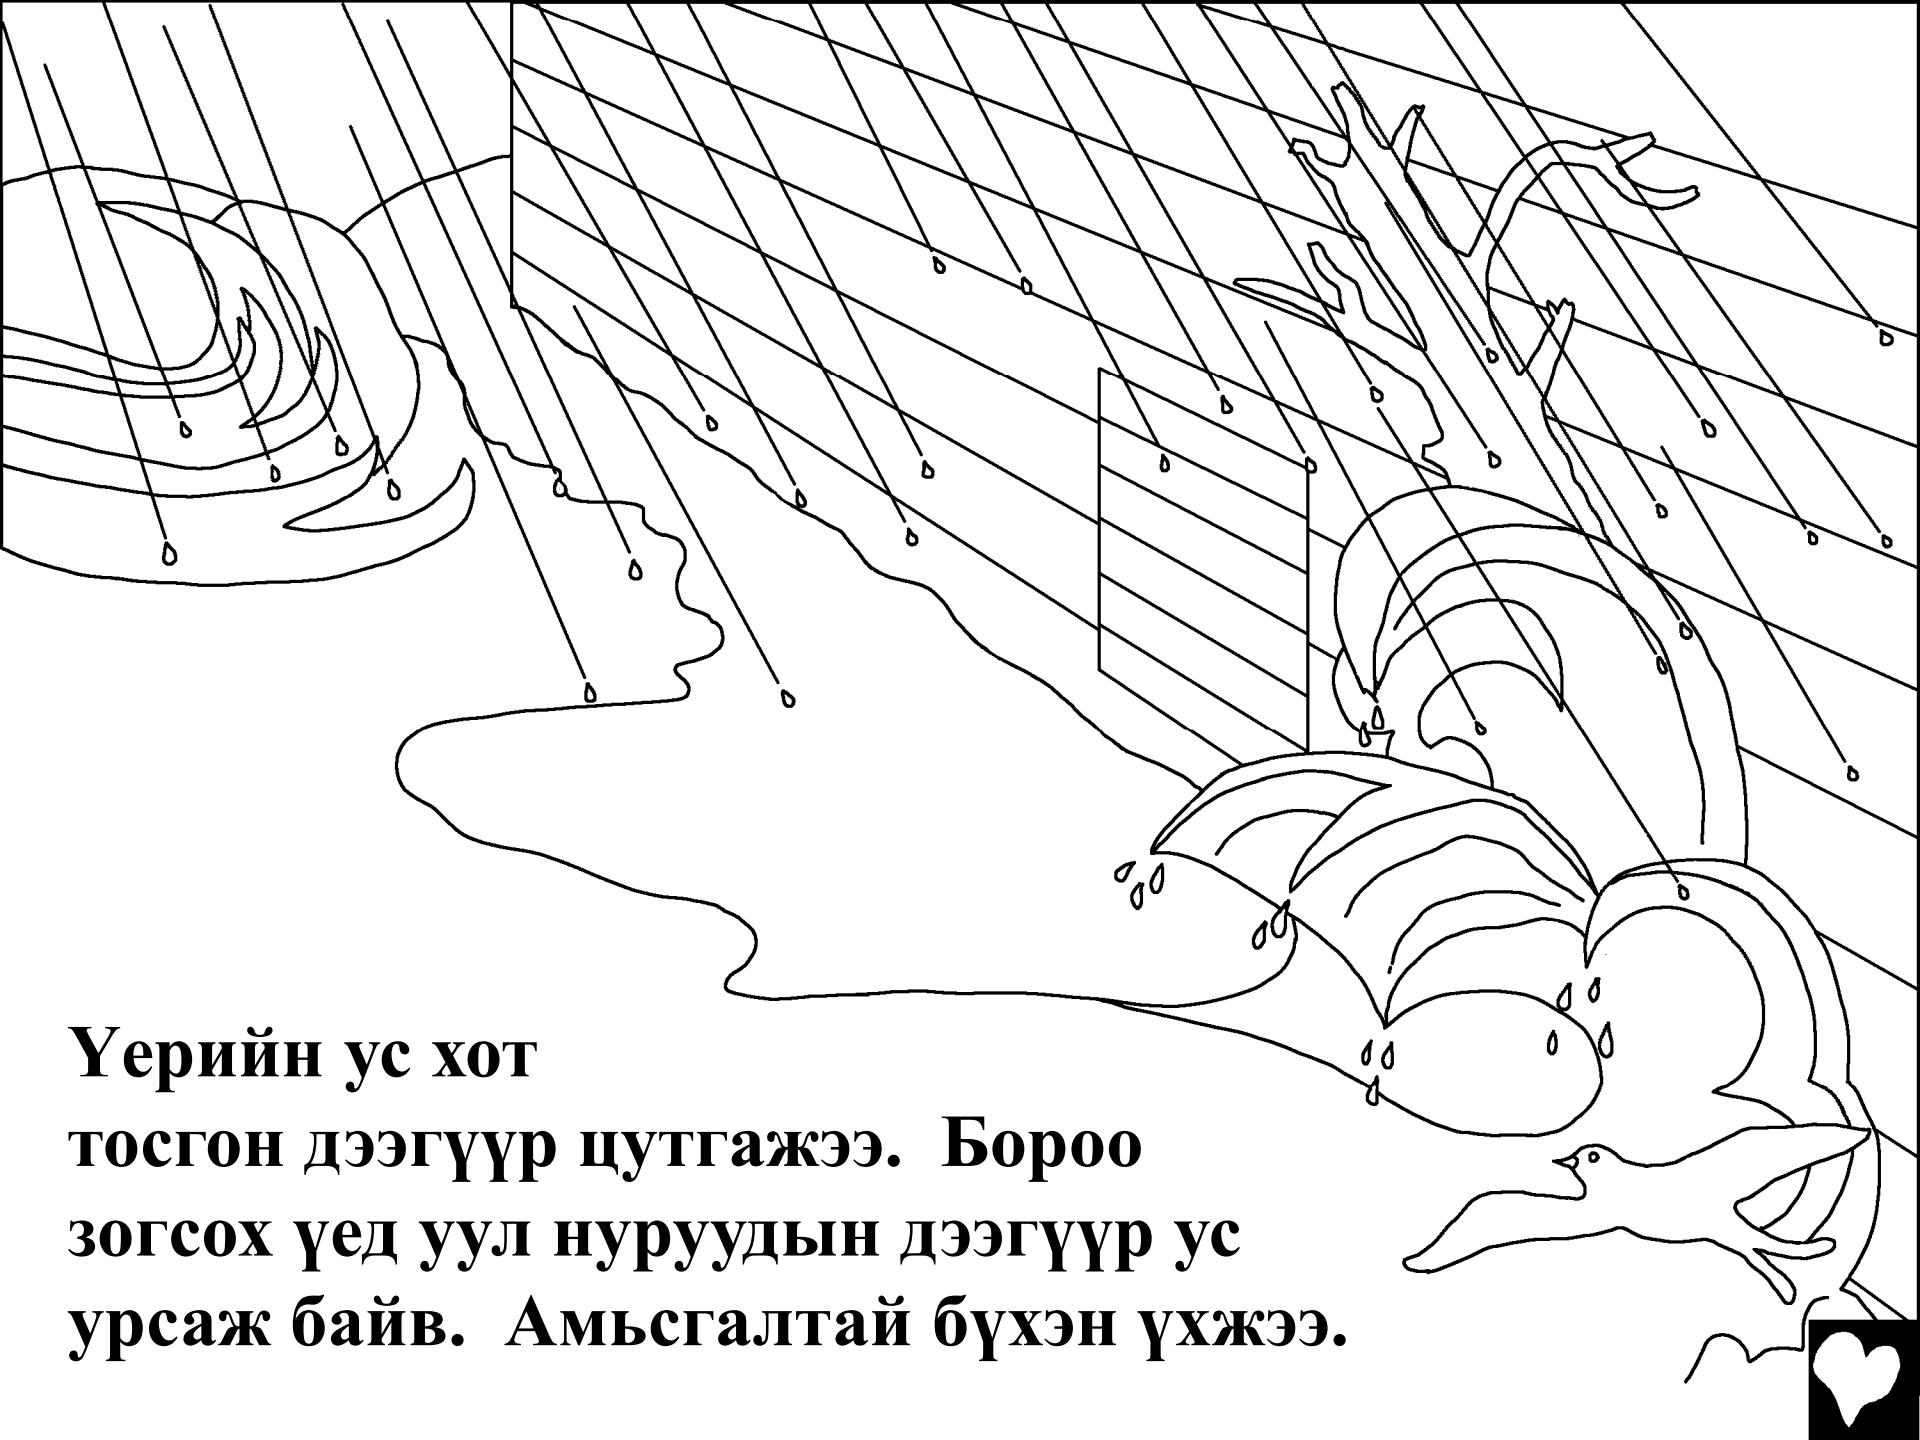 Үерийн ус хот
тосгон дээгүүр цутгажээ. Бороо
зогсох үед уул нуруудын дээгүүр ус
урсаж байв. Амьсгалтай бүхэн үхжээ.